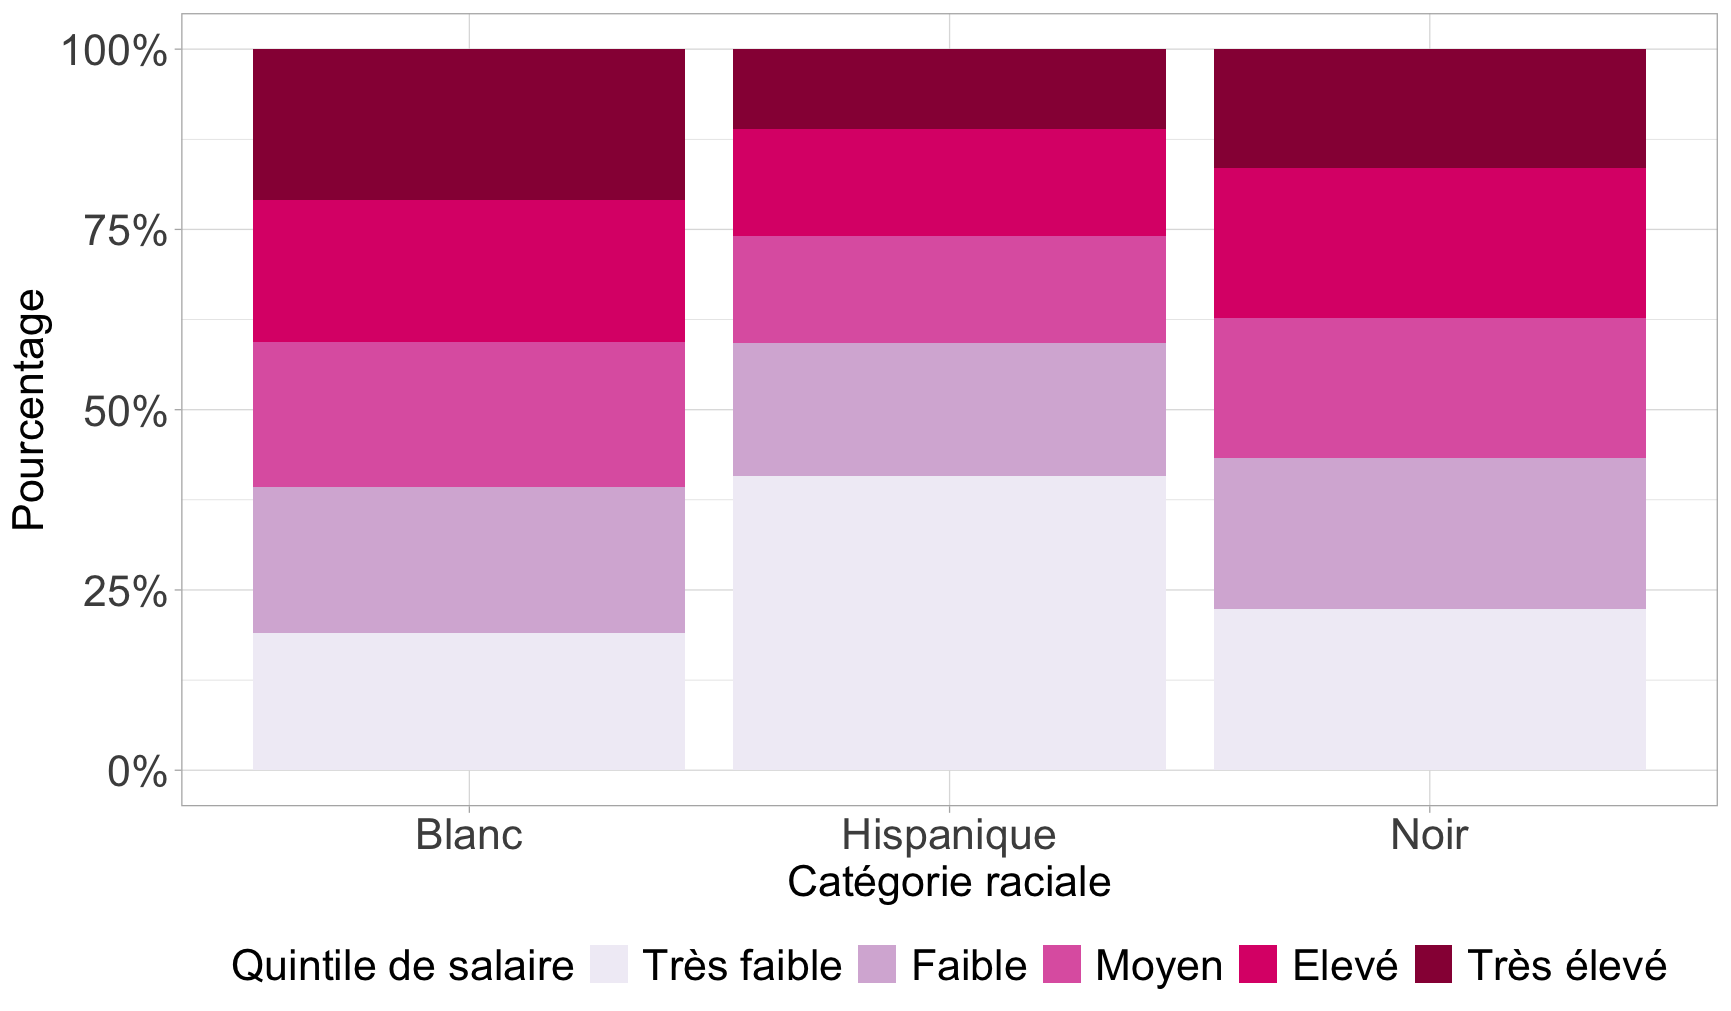 100%
75%
50%
25%
0%
Pourcentage
Blanc Hispanique Noir
Catégorie raciale
Quintile de salaire Très faible Faible Moyen Elevé Très élevé